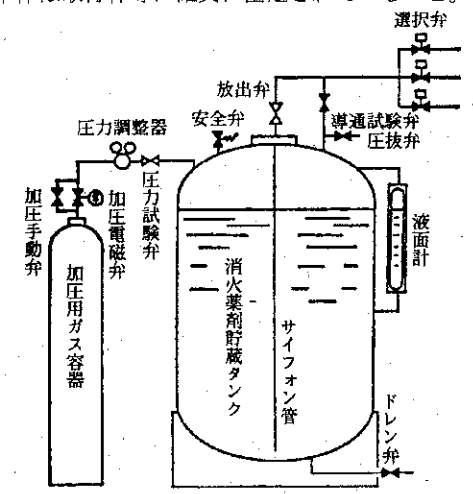 選択弁
放出弁
安全弁
導通試験弁
圧抜弁
圧力調整器
圧力試験弁
加圧手動弁
加圧電磁弁
加圧用ガス容器
消火薬剤貯蔵タンク
サイフォン管
液面計
ドレン弁